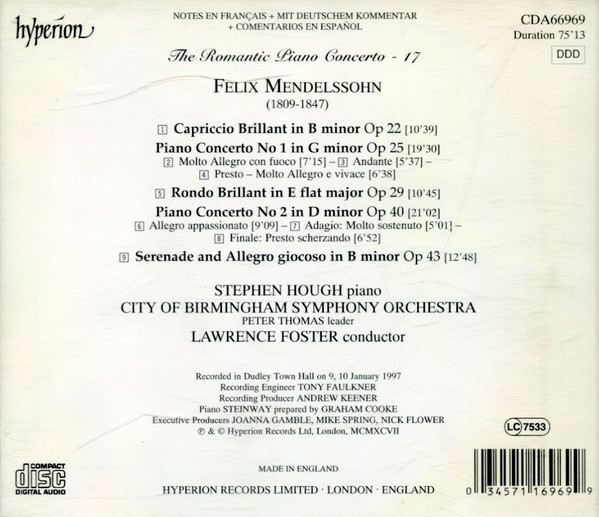 NOTES EN FRANÇAIS + MIT DEUTSCHEM KOMMENTAR
+ COMENTARIOS EN ESPAÑOL
hyperion
CDA66969
Duration 75'13
DDD
The Romantic Piano Concerto - 17
FELIX MENDELSSOHN
(1809-1847)
1 Capriccio Brillant in B minor Op 22 [10'39]
Piano Concerto No 1 in G minor Op 25 [19'30]
2 Molto Allegro con fuoco [7'15] – 3 Andante [5'37] –
4 Presto – Molto Allegro e vivace [6'38]
5 Rondo Brillant in E flat major Op 29 [10'45]
Piano Concerto No 2 in D minor Op 40 [21'02]
6 Allegro appassionato [9'09] – 7 Adagio: Molto sostenuto [5'01] –
8 Finale: Presto scherzando [6'52]
9 Serenade and Allegro giocoso in B minor Op 43 [12'48]
STEPHEN HOUGH piano
CITY OF BIRMINGHAM SYMPHONY ORCHESTRA
PETER THOMAS leader
LAWRENCE FOSTER conductor
Recorded in Dudley Town Hall on 9, 10 January 1997
Recording Engineer TONY FAULKNER
Recording Producer ANDREW KEENER
Piano STEINWAY prepared by GRAHAM COOKE
Executive Producers JOANNA GAMBLE, MIKE SPRING, NICK FLOWER
℗ & © Hyperion Records Ltd, London, MCMXCVII
LC 7533
COMPACT
disc
DIGITAL AUDIO
MADE IN ENGLAND
HYPERION RECORDS LIMITED · LONDON · ENGLAND
0 34571 16969 9